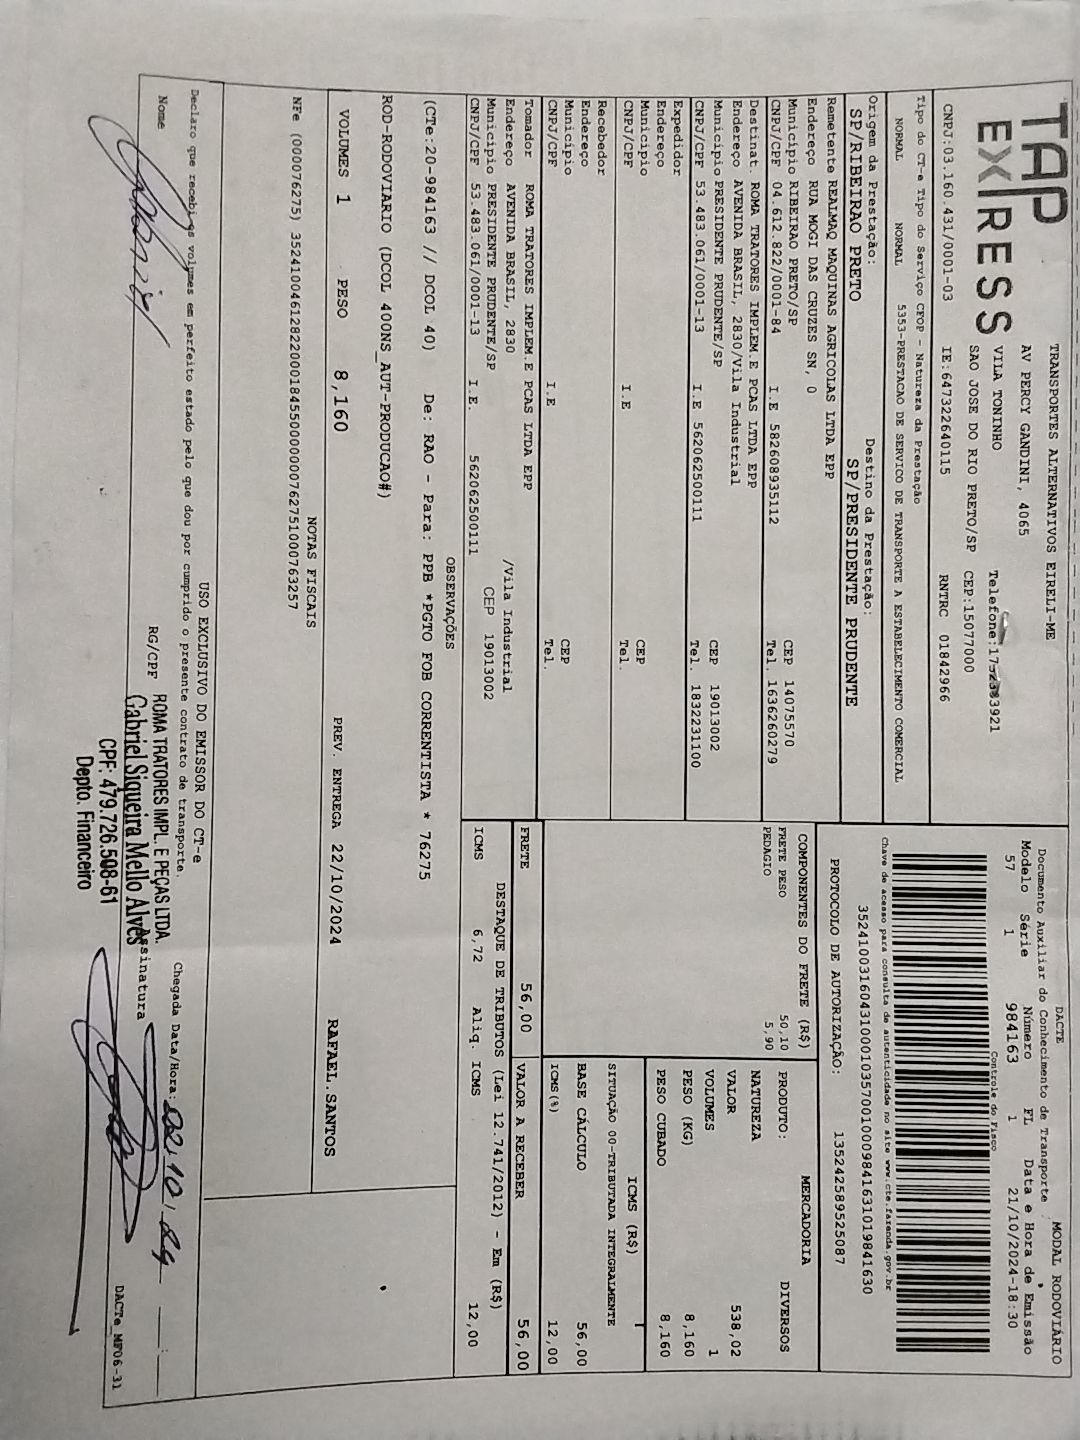 TAP EXPRESS
TRANSPORTES ALTERNATIVOS EIRELI-ME
AV PERCY GANDINI, 4065
VILA TONINHO
SAO JOSE DO RIO PRETO/SP CEP:15077000
CNPJ:03.160.431/0001-03 IE:647322640115 RNTRC 01842966
Tipo do CT-e Tipo do Serviço CFOP - Natureza da Prestação
NORMAL NORMAL 5353-PRESTACAO DE SERVICO DE TRANSPORTE A ESTABELECIMENTO COMERCIAL
Origem da Prestação: Destino da Prestação:
SP/RIBEIRAO PRETO SP/PRESIDENTE PRUDENTE
DACTE MODAL RODOVIÁRIO
Documento Auxiliar do Conhecimento de Transporte
Modelo Série Número FL Data e Hora de Emissão
57 1 984163 1 21/10/2024-18:30
Controle do Fisco
Chave de acesso para consulta de autenticidade no site www.cte.fazenda.gov.br
35241003160431000103570010009841631019841630
PROTOCOLO DE AUTORIZAÇÃO: 135242589525087
Remetente REALMAQ MAQUINAS AGRICOLAS LTDA EPP
Endereço RUA MOGI DAS CRUZES SN, 0
Município RIBEIRAO PRETO/SP CEP 14075570
CNPJ/CPF 04.612.822/0001-84 I.E 582608935112 Tel. 1636260279
Destinat. ROMA TRATORES IMPLEM.E PCAS LTDA EPP
Endereço AVENIDA BRASIL, 2830/Vila Industrial
Município PRESIDENTE PRUDENTE/SP CEP 19013002
CNPJ/CPF 53.483.061/0001-13 I.E 562062500111 Tel. 1832231100
Expedidor
Endereço
Município CEP
CNPJ/CPF I.E Tel.
Recebedor
Endereço
Município CEP
CNPJ/CPF I.E Tel.
Tomador ROMA TRATORES IMPLEM.E PCAS LTDA EPP
Endereço AVENIDA BRASIL, 2830 /Vila Industrial
Município PRESIDENTE PRUDENTE/SP CEP 19013002
CNPJ/CPF 53.483.061/0001-13 I.E. 562062500111
COMPONENTES DO FRETE (R$)
FRETE PESO 50,10
PEDAGIO 5,90
MERCADORIA
PRODUTO: DIVERSOS
NATUREZA
VALOR 538,02
VOLUMES 1
PESO (KG) 8,160
PESO CUBADO 8,160
ICMS (R$)
SITUAÇÃO 00-TRIBUTADA INTEGRALMENTE
BASE CÁLCULO 56,00
ICMS(%) 12,00
FRETE 56,00 VALOR A RECEBER 56,00
DESTAQUE DE TRIBUTOS (Lei 12.741/2012) - Em (R$)
ICMS 6,72 Aliq. ICMS 12,00
OBSERVAÇÕES
(CTe:20-984163 // DCOL 40) De: RAO - Para: PPB *PGTO FOB CORRENTISTA * 76275
ROD-RODOVIARIO (DCOL 400NS_AUT-PRODUCAO#)
VOLUMES 1 PESO 8,160 PREV. ENTREGA 22/10/2024 RAFAEL.SANTOS
NOTAS FISCAIS
NFe (000076275) 35241004612822000184550000000762751000763257
USO EXCLUSIVO DO EMISSOR DO CT-e
Declaro que recebi os volumes em perfeito estado pelo que dou por cumprido o presente contrato de transporte.
Nome RG/CPF Assinatura Chegada Data/Hora:
ROMA TRATORES IMPL. E PEÇAS LTDA.
Gabriel Siqueira Mello Alves
CPF: 479.726.508-61
Depto. Financeiro
DACTe_MF06-31